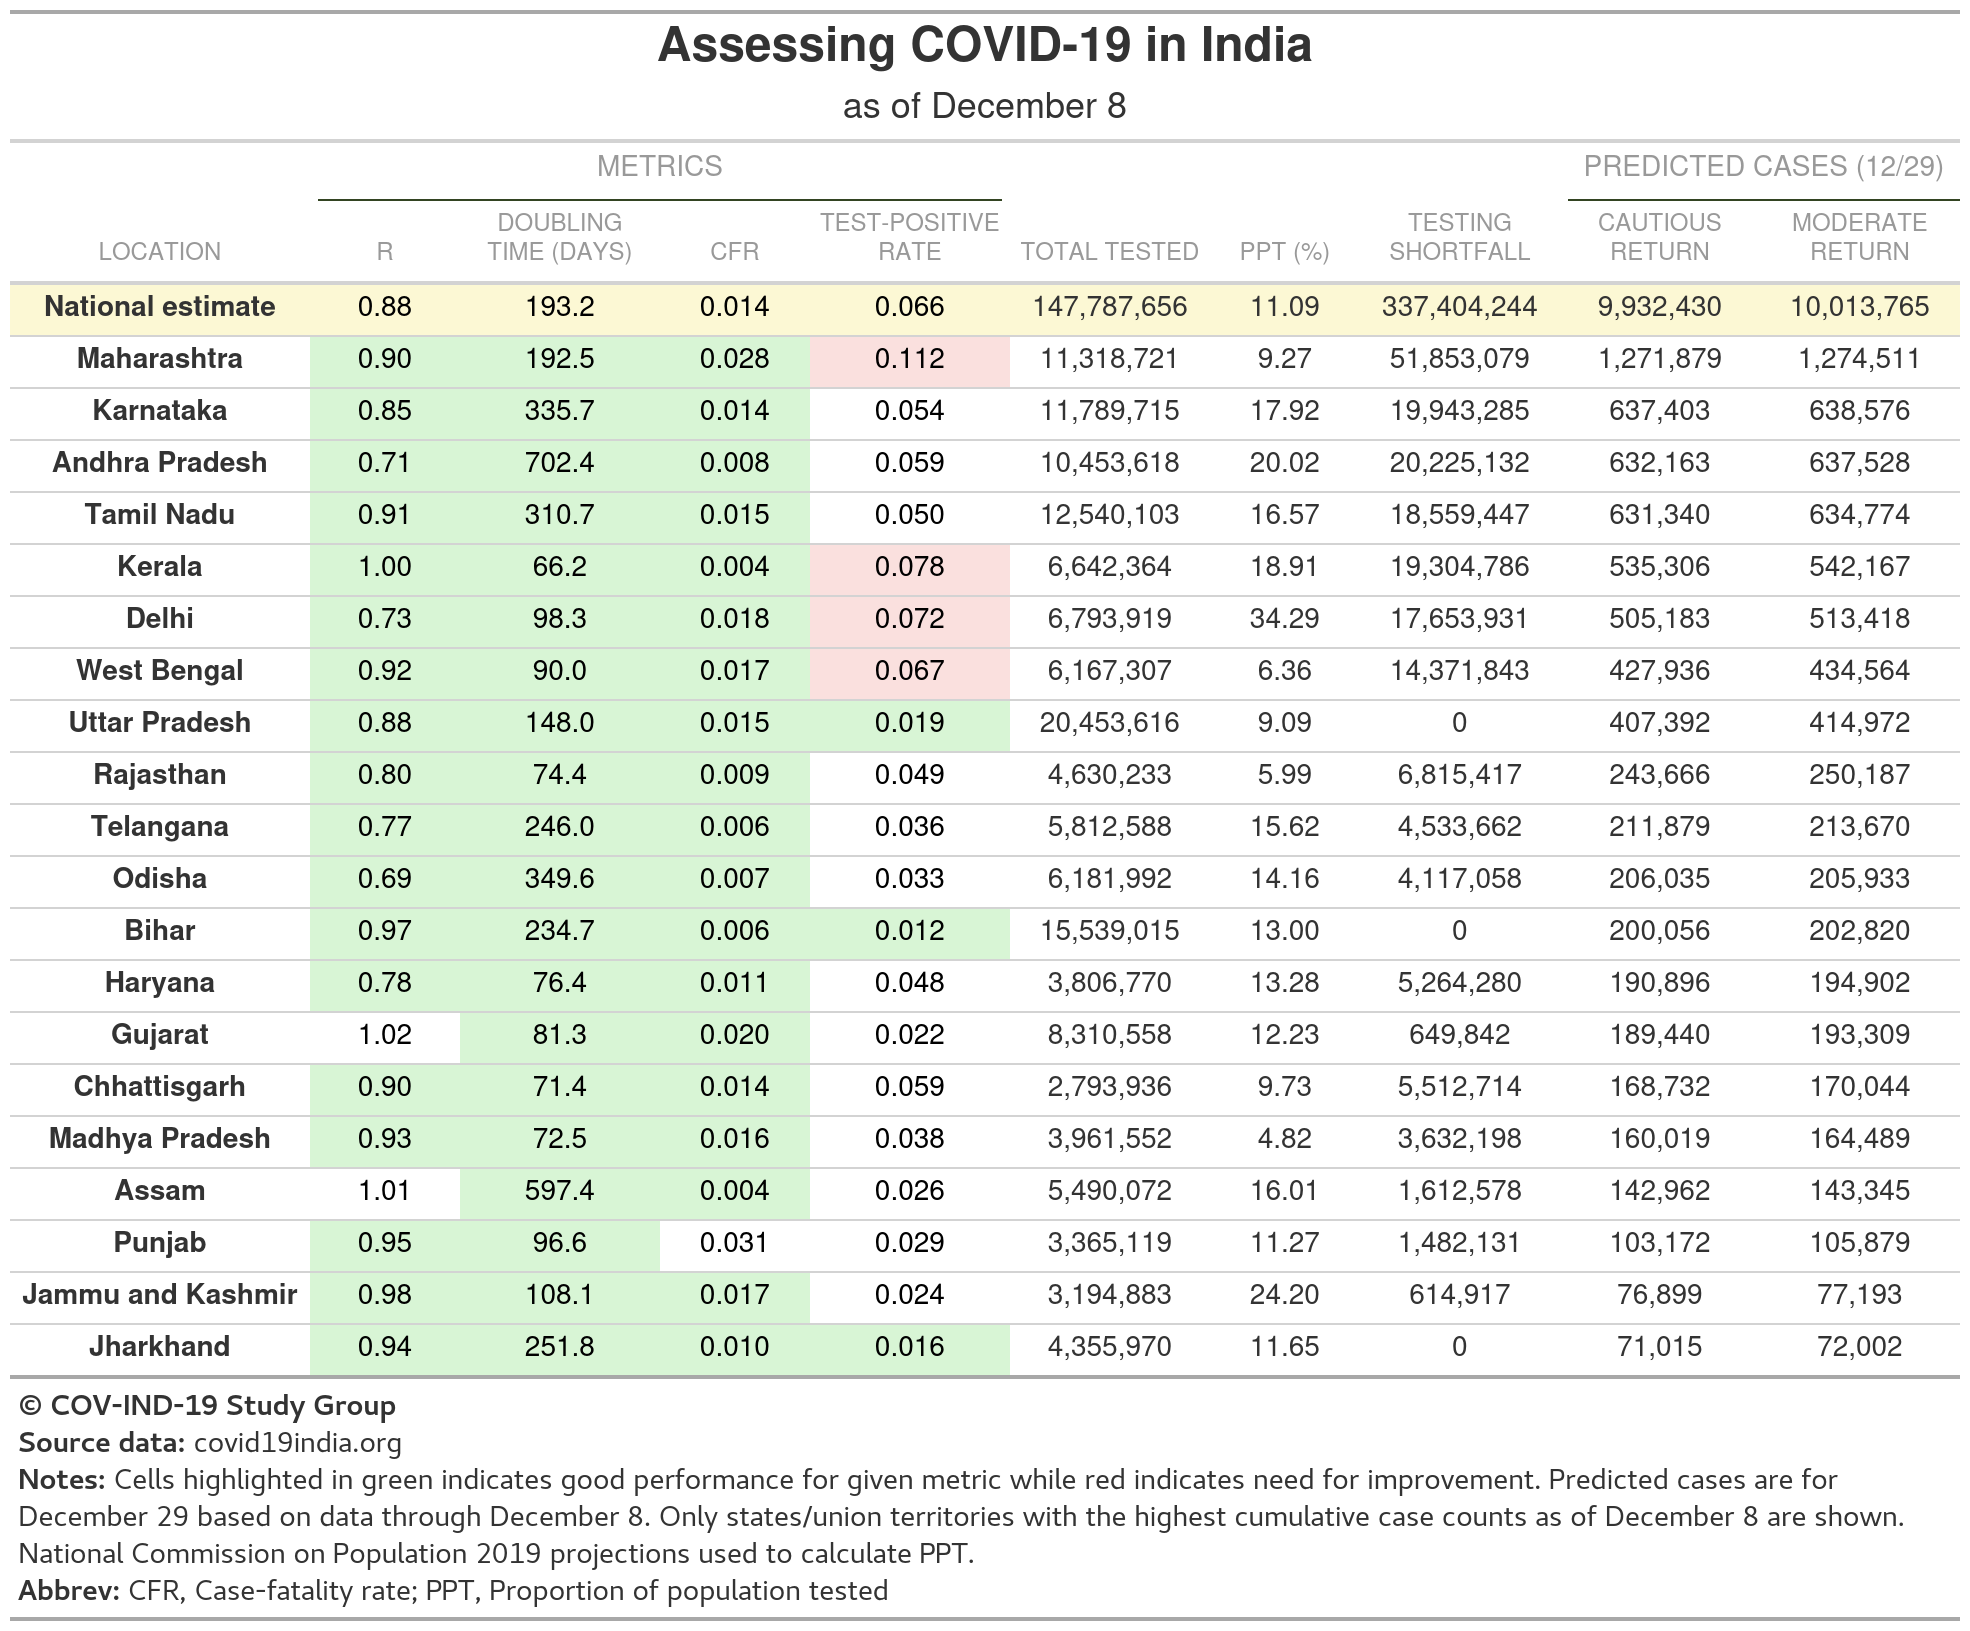 Assessing COVID-19 in India
as of December 8
METRICS PREDICTED CASES (12/29)
LOCATION R DOUBLING TIME (DAYS) CFR TEST-POSITIVE RATE TOTAL TESTED PPT (%) TESTING SHORTFALL CAUTIOUS RETURN MODERATE RETURN
National estimate 0.88 193.2 0.014 0.066 147,787,656 11.09 337,404,244 9,932,430 10,013,765
Maharashtra 0.90 192.5 0.028 0.112 11,318,721 9.27 51,853,079 1,271,879 1,274,511
Karnataka 0.85 335.7 0.014 0.054 11,789,715 17.92 19,943,285 637,403 638,576
Andhra Pradesh 0.71 702.4 0.008 0.059 10,453,618 20.02 20,225,132 632,163 637,528
Tamil Nadu 0.91 310.7 0.015 0.050 12,540,103 16.57 18,559,447 631,340 634,774
Kerala 1.00 66.2 0.004 0.078 6,642,364 18.91 19,304,786 535,306 542,167
Delhi 0.73 98.3 0.018 0.072 6,793,919 34.29 17,653,931 505,183 513,418
West Bengal 0.92 90.0 0.017 0.067 6,167,307 6.36 14,371,843 427,936 434,564
Uttar Pradesh 0.88 148.0 0.015 0.019 20,453,616 9.09 0 407,392 414,972
Rajasthan 0.80 74.4 0.009 0.049 4,630,233 5.99 6,815,417 243,666 250,187
Telangana 0.77 246.0 0.006 0.036 5,812,588 15.62 4,533,662 211,879 213,670
Odisha 0.69 349.6 0.007 0.033 6,181,992 14.16 4,117,058 206,035 205,933
Bihar 0.97 234.7 0.006 0.012 15,539,015 13.00 0 200,056 202,820
Haryana 0.78 76.4 0.011 0.048 3,806,770 13.28 5,264,280 190,896 194,902
Gujarat 1.02 81.3 0.020 0.022 8,310,558 12.23 649,842 189,440 193,309
Chhattisgarh 0.90 71.4 0.014 0.059 2,793,936 9.73 5,512,714 168,732 170,044
Madhya Pradesh 0.93 72.5 0.016 0.038 3,961,552 4.82 3,632,198 160,019 164,489
Assam 1.01 597.4 0.004 0.026 5,490,072 16.01 1,612,578 142,962 143,345
Punjab 0.95 96.6 0.031 0.029 3,365,119 11.27 1,482,131 103,172 105,879
Jammu and Kashmir 0.98 108.1 0.017 0.024 3,194,883 24.20 614,917 76,899 77,193
Jharkhand 0.94 251.8 0.010 0.016 4,355,970 11.65 0 71,015 72,002
© COV-IND-19 Study Group
Source data: covid19india.org
Notes: Cells highlighted in green indicates good performance for given metric while red indicates need for improvement. Predicted cases are for
December 29 based on data through December 8. Only states/union territories with the highest cumulative case counts as of December 8 are shown.
National Commission on Population 2019 projections used to calculate PPT.
Abbrev: CFR, Case-fatality rate; PPT, Proportion of population tested